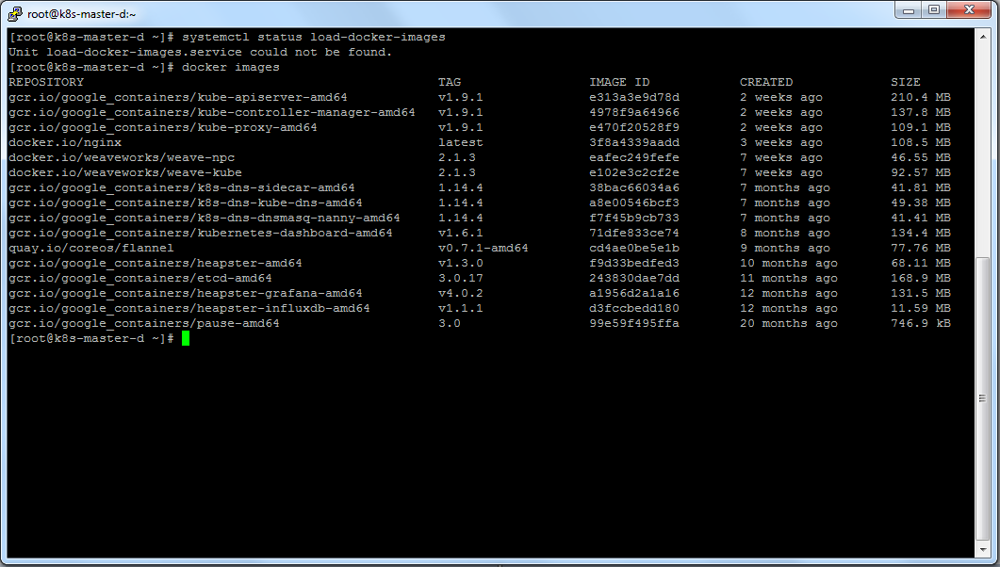 root@k8s-master-d:~
[root@k8s-master-d ~]# systemctl status load-docker-images
Unit load-docker-images.service could not be found.
[root@k8s-master-d ~]# docker images
REPOSITORY TAG IMAGE ID CREATED SIZE
gcr.io/google_containers/kube-apiserver-amd64 v1.9.1 e313a3e9d78d 2 weeks ago 210.4 MB
gcr.io/google_containers/kube-controller-manager-amd64 v1.9.1 4978f9a64966 2 weeks ago 137.8 MB
gcr.io/google_containers/kube-proxy-amd64 v1.9.1 e470f20528f9 2 weeks ago 109.1 MB
docker.io/nginx latest 3f8a4339aadd 3 weeks ago 108.5 MB
docker.io/weaveworks/weave-npc 2.1.3 eafec249fefe 7 weeks ago 46.55 MB
docker.io/weaveworks/weave-kube 2.1.3 e102e3c2cf2e 7 weeks ago 92.57 MB
gcr.io/google_containers/k8s-dns-sidecar-amd64 1.14.4 38bac66034a6 7 months ago 41.81 MB
gcr.io/google_containers/k8s-dns-kube-dns-amd64 1.14.4 a8e00546bcf3 7 months ago 49.38 MB
gcr.io/google_containers/k8s-dns-dnsmasq-nanny-amd64 1.14.4 f7f45b9cb733 7 months ago 41.41 MB
gcr.io/google_containers/kubernetes-dashboard-amd64 v1.6.1 71dfe833ce74 8 months ago 134.4 MB
quay.io/coreos/flannel v0.7.1-amd64 cd4ae0be5e1b 9 months ago 77.76 MB
gcr.io/google_containers/heapster-amd64 v1.3.0 f9d33bedfed3 10 months ago 68.11 MB
gcr.io/google_containers/etcd-amd64 3.0.17 243830dae7dd 11 months ago 168.9 MB
gcr.io/google_containers/heapster-grafana-amd64 v4.0.2 a1956d2a1a16 12 months ago 131.5 MB
gcr.io/google_containers/heapster-influxdb-amd64 v1.1.1 d3fccbedd180 12 months ago 11.59 MB
gcr.io/google_containers/pause-amd64 3.0 99e59f495ffa 20 months ago 746.9 kB
[root@k8s-master-d ~]#